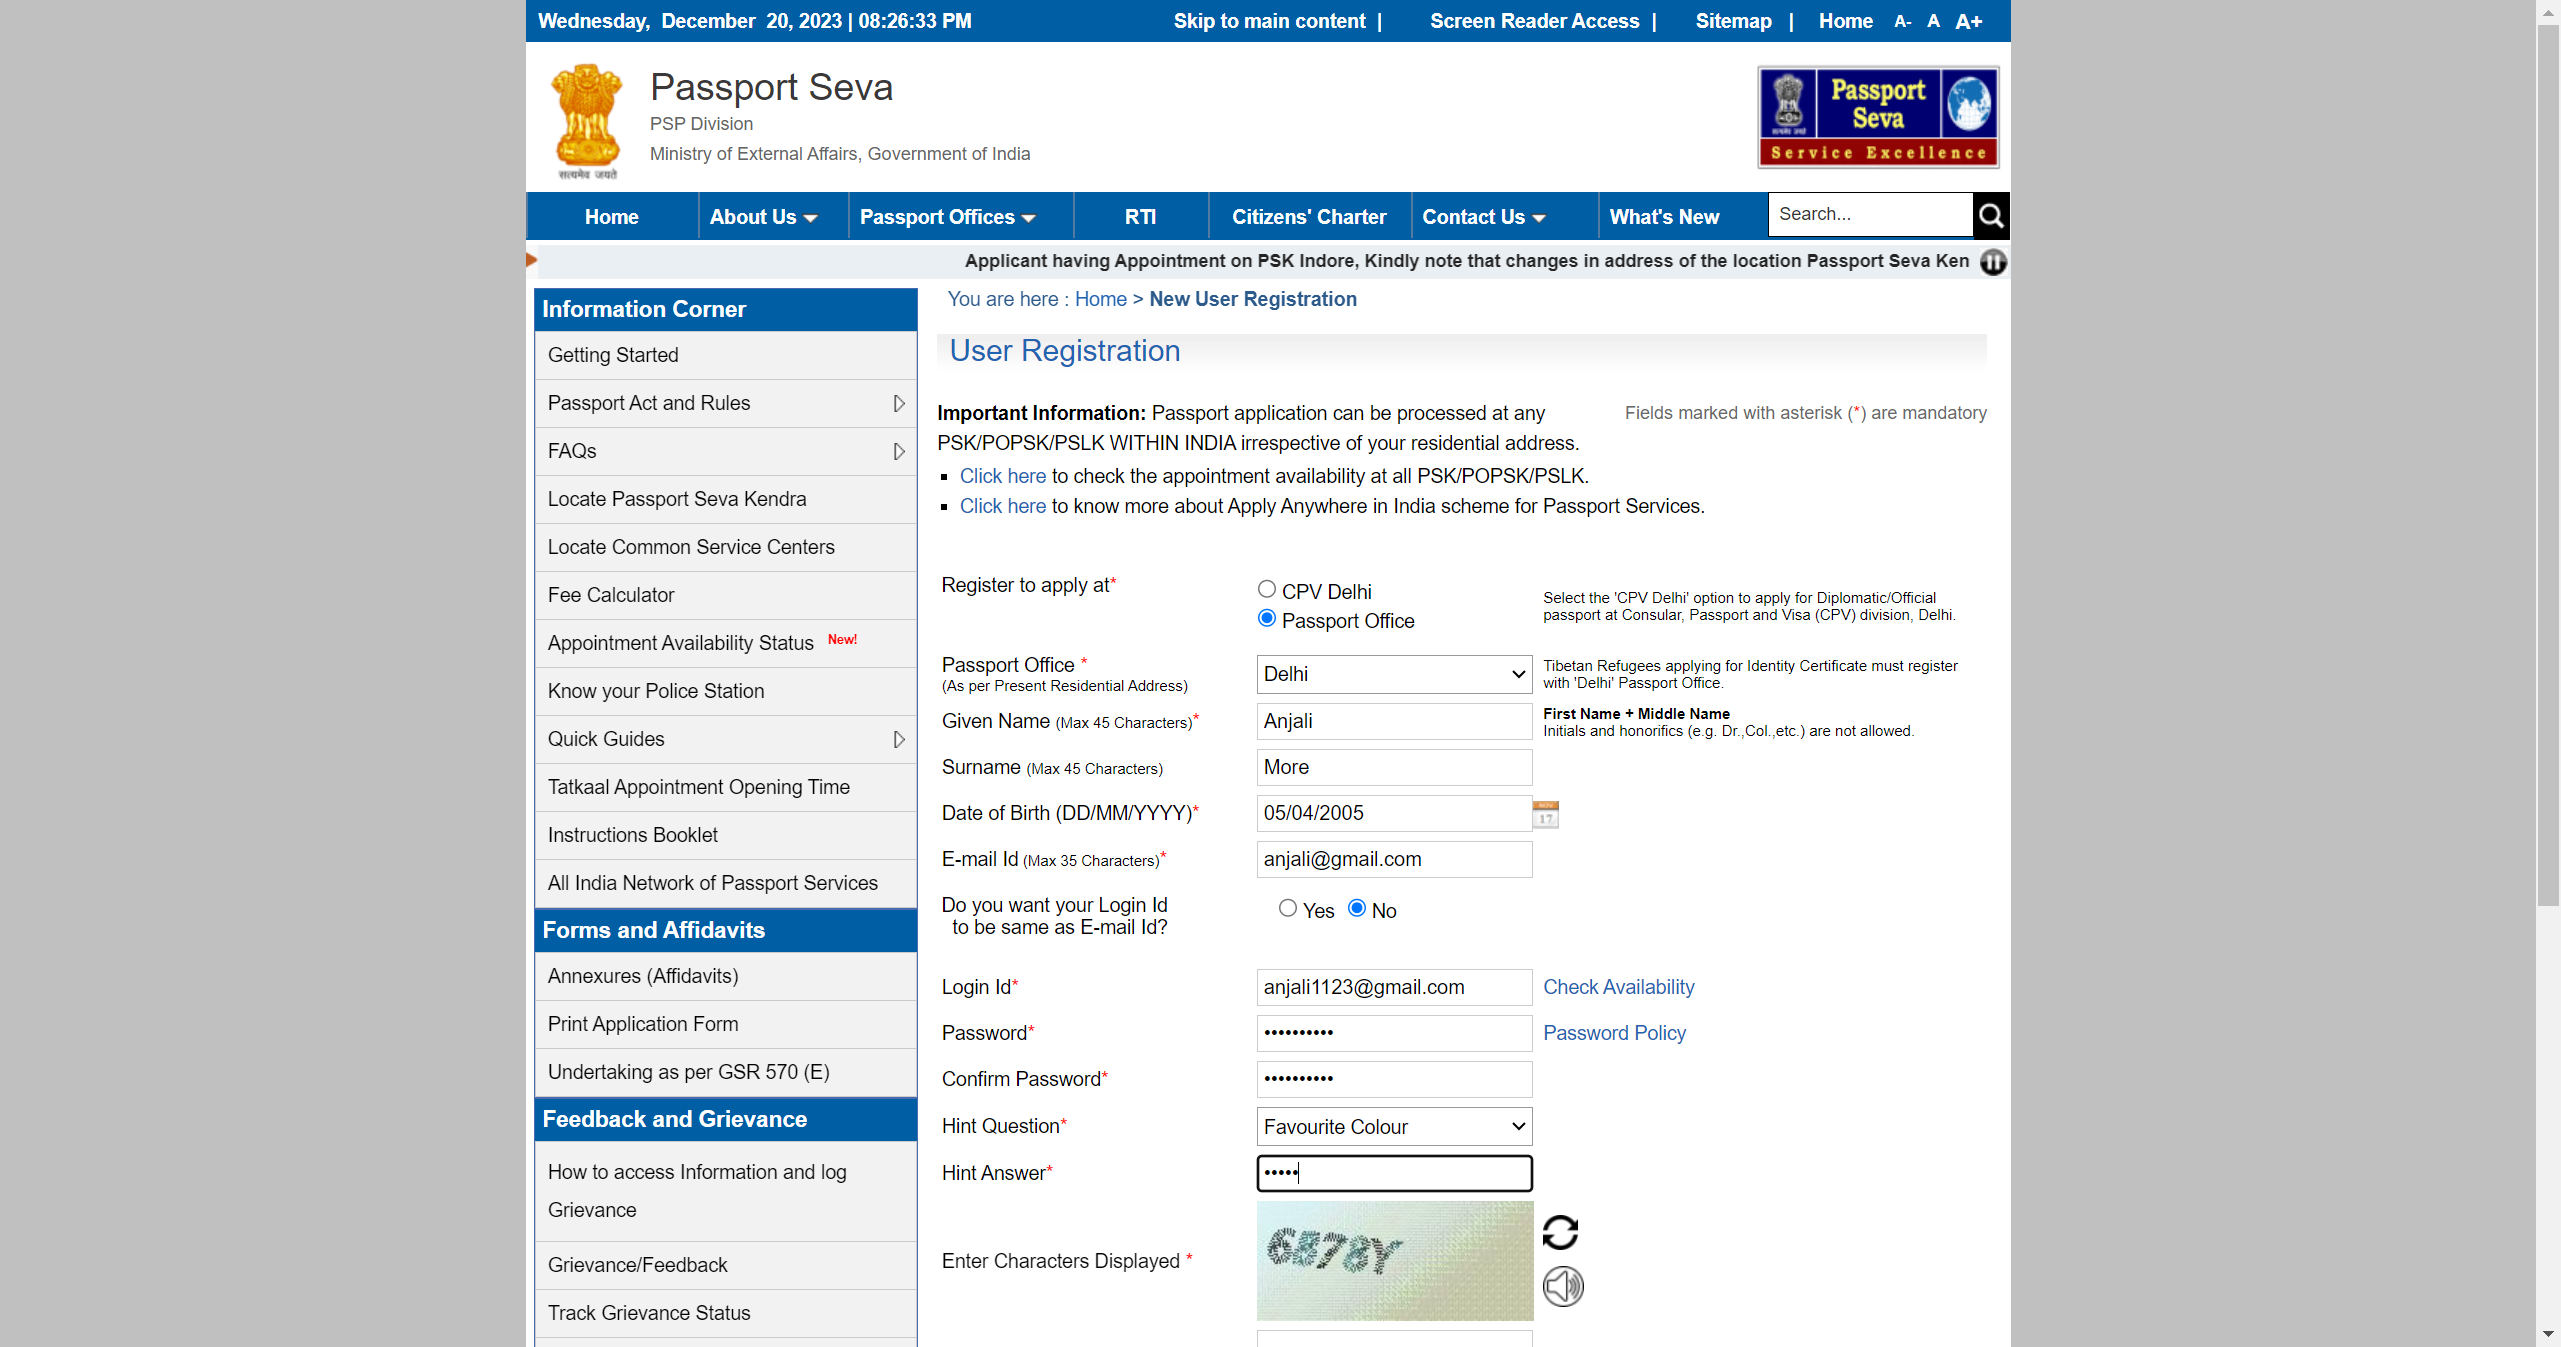 Wednesday, December 20, 2023 | 08:26:33 PM
Skip to main content | Screen Reader Access | Sitemap | Home A- A A+
Passport Seva
PSP Division
Ministry of External Affairs, Government of India
सत्यमेव जयते
Passport
Seva
Service Excellence
Home About Us Passport Offices RTI Citizens' Charter Contact Us What's New Search...
Applicant having Appointment on PSK Indore, Kindly note that changes in address of the location Passport Seva Ken
Information Corner
Getting Started
Passport Act and Rules
FAQs
Locate Passport Seva Kendra
Locate Common Service Centers
Fee Calculator
Appointment Availability Status New!
Know your Police Station
Quick Guides
Tatkaal Appointment Opening Time
Instructions Booklet
All India Network of Passport Services
Forms and Affidavits
Annexures (Affidavits)
Print Application Form
Undertaking as per GSR 570 (E)
Feedback and Grievance
How to access Information and log
Grievance
Grievance/Feedback
Track Grievance Status
You are here : Home > New User Registration
User Registration
Important Information: Passport application can be processed at any
PSK/POPSK/PSLK WITHIN INDIA irrespective of your residential address.
Fields marked with asterisk (*) are mandatory
Click here to check the appointment availability at all PSK/POPSK/PSLK.
Click here to know more about Apply Anywhere in India scheme for Passport Services.
Register to apply at*
CPV Delhi
Passport Office
Select the 'CPV Delhi' option to apply for Diplomatic/Official
passport at Consular, Passport and Visa (CPV) division, Delhi.
Passport Office *
(As per Present Residential Address)
Delhi
Tibetan Refugees applying for Identity Certificate must register
with 'Delhi' Passport Office.
Given Name (Max 45 Characters)*
Anjali
First Name + Middle Name
Initials and honorifics (e.g. Dr.,Col.,etc.) are not allowed.
Surname (Max 45 Characters)
More
Date of Birth (DD/MM/YYYY)*
05/04/2005
NOV
17
E-mail Id (Max 35 Characters)*
anjali@gmail.com
Do you want your Login Id
to be same as E-mail Id?
Yes No
Login Id*
anjali1123@gmail.com
Check Availability
Password*
••••••••••
Password Policy
Confirm Password*
••••••••••
Hint Question*
Favourite Colour
Hint Answer*
•••••
Enter Characters Displayed *
6878Y